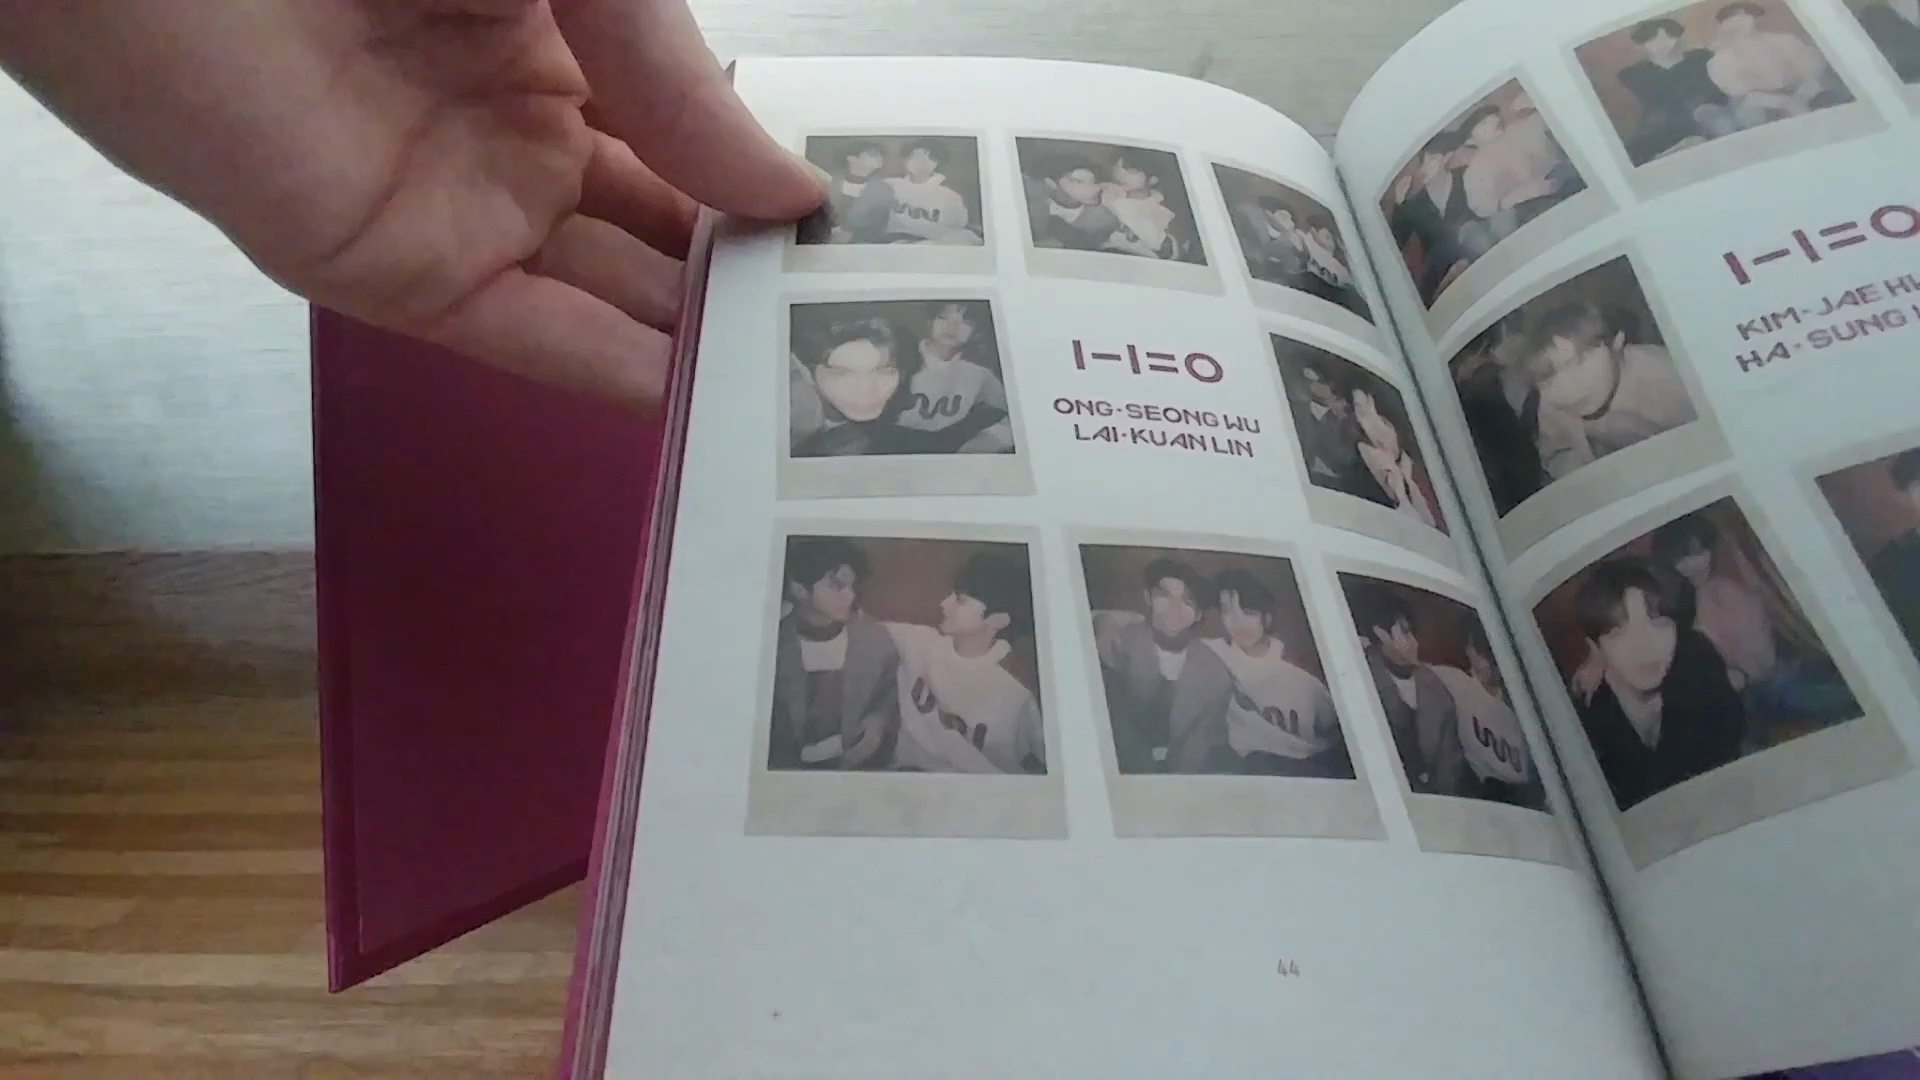 1-1=0
ONG-SEONG WU
LAI-KUAN LIN
44
1-1=0
KIM-JAE
HA-SUNG